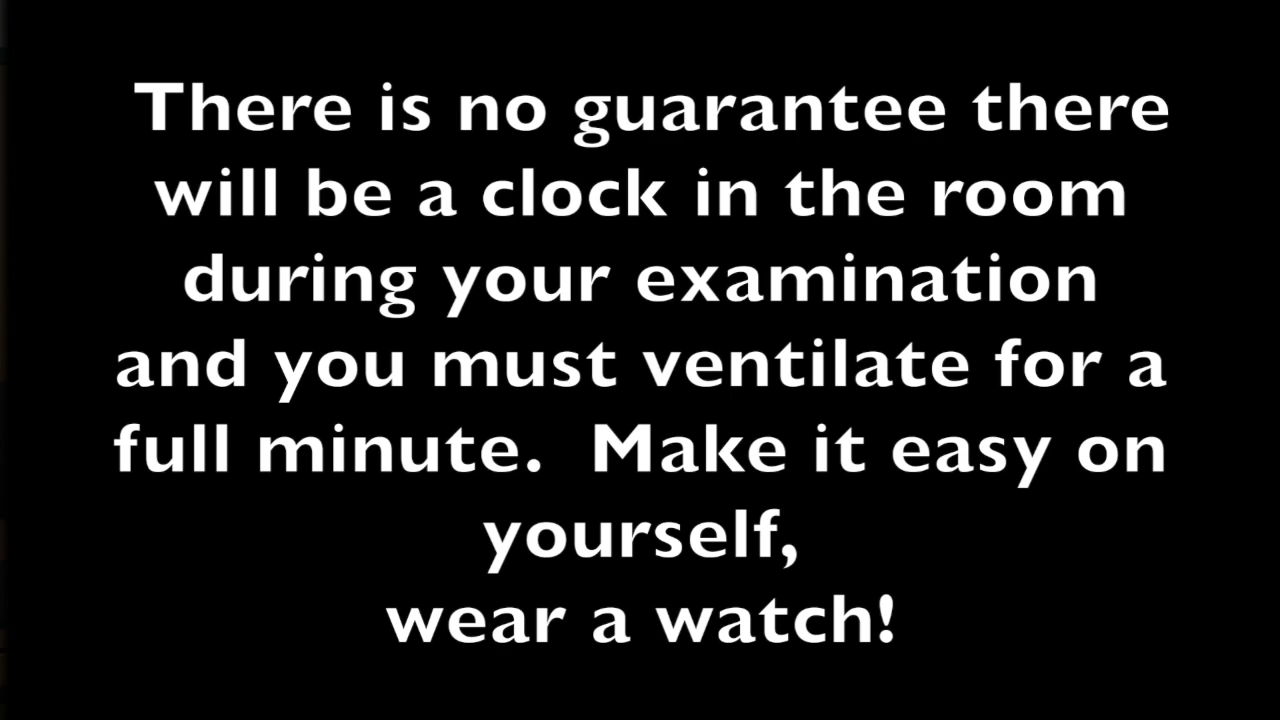 There is no guarantee there
will be a clock in the room
during your examination
and you must ventilate for a
full minute.  Make it easy on
yourself,
wear a watch!